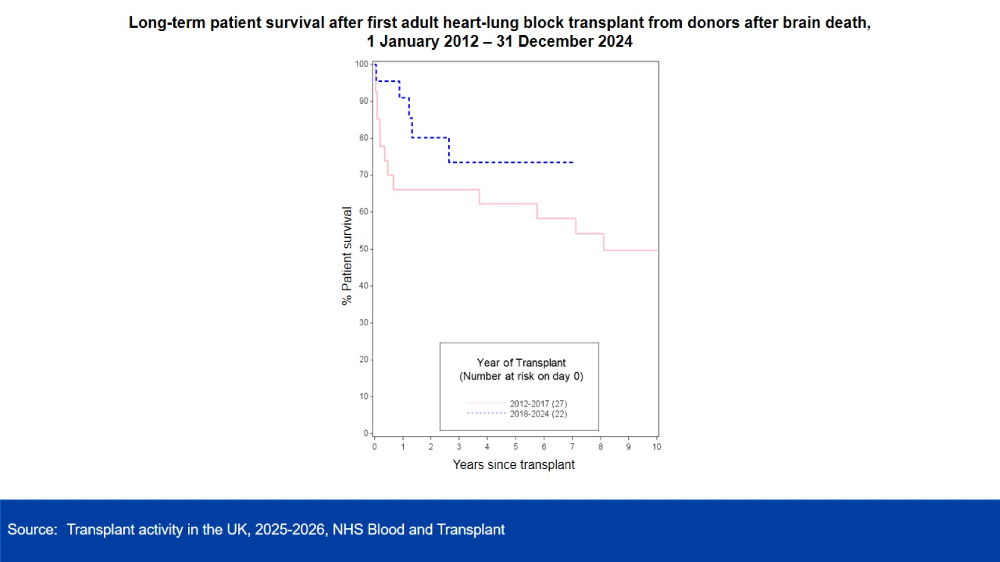 Long-term patient survival after first adult heart-lung block transplant from donors after brain death,
1 January 2012 – 31 December 2024
100
90
80
70
60
50
40
30
20
10
0
% Patient survival
Year of Transplant
(Number at risk on day 0)
2012-2017 (27)
2018-2024 (22)
0 1 2 3 4 5 6 7 8 9 10
Years since transplant
Source: Transplant activity in the UK, 2025-2026, NHS Blood and Transplant